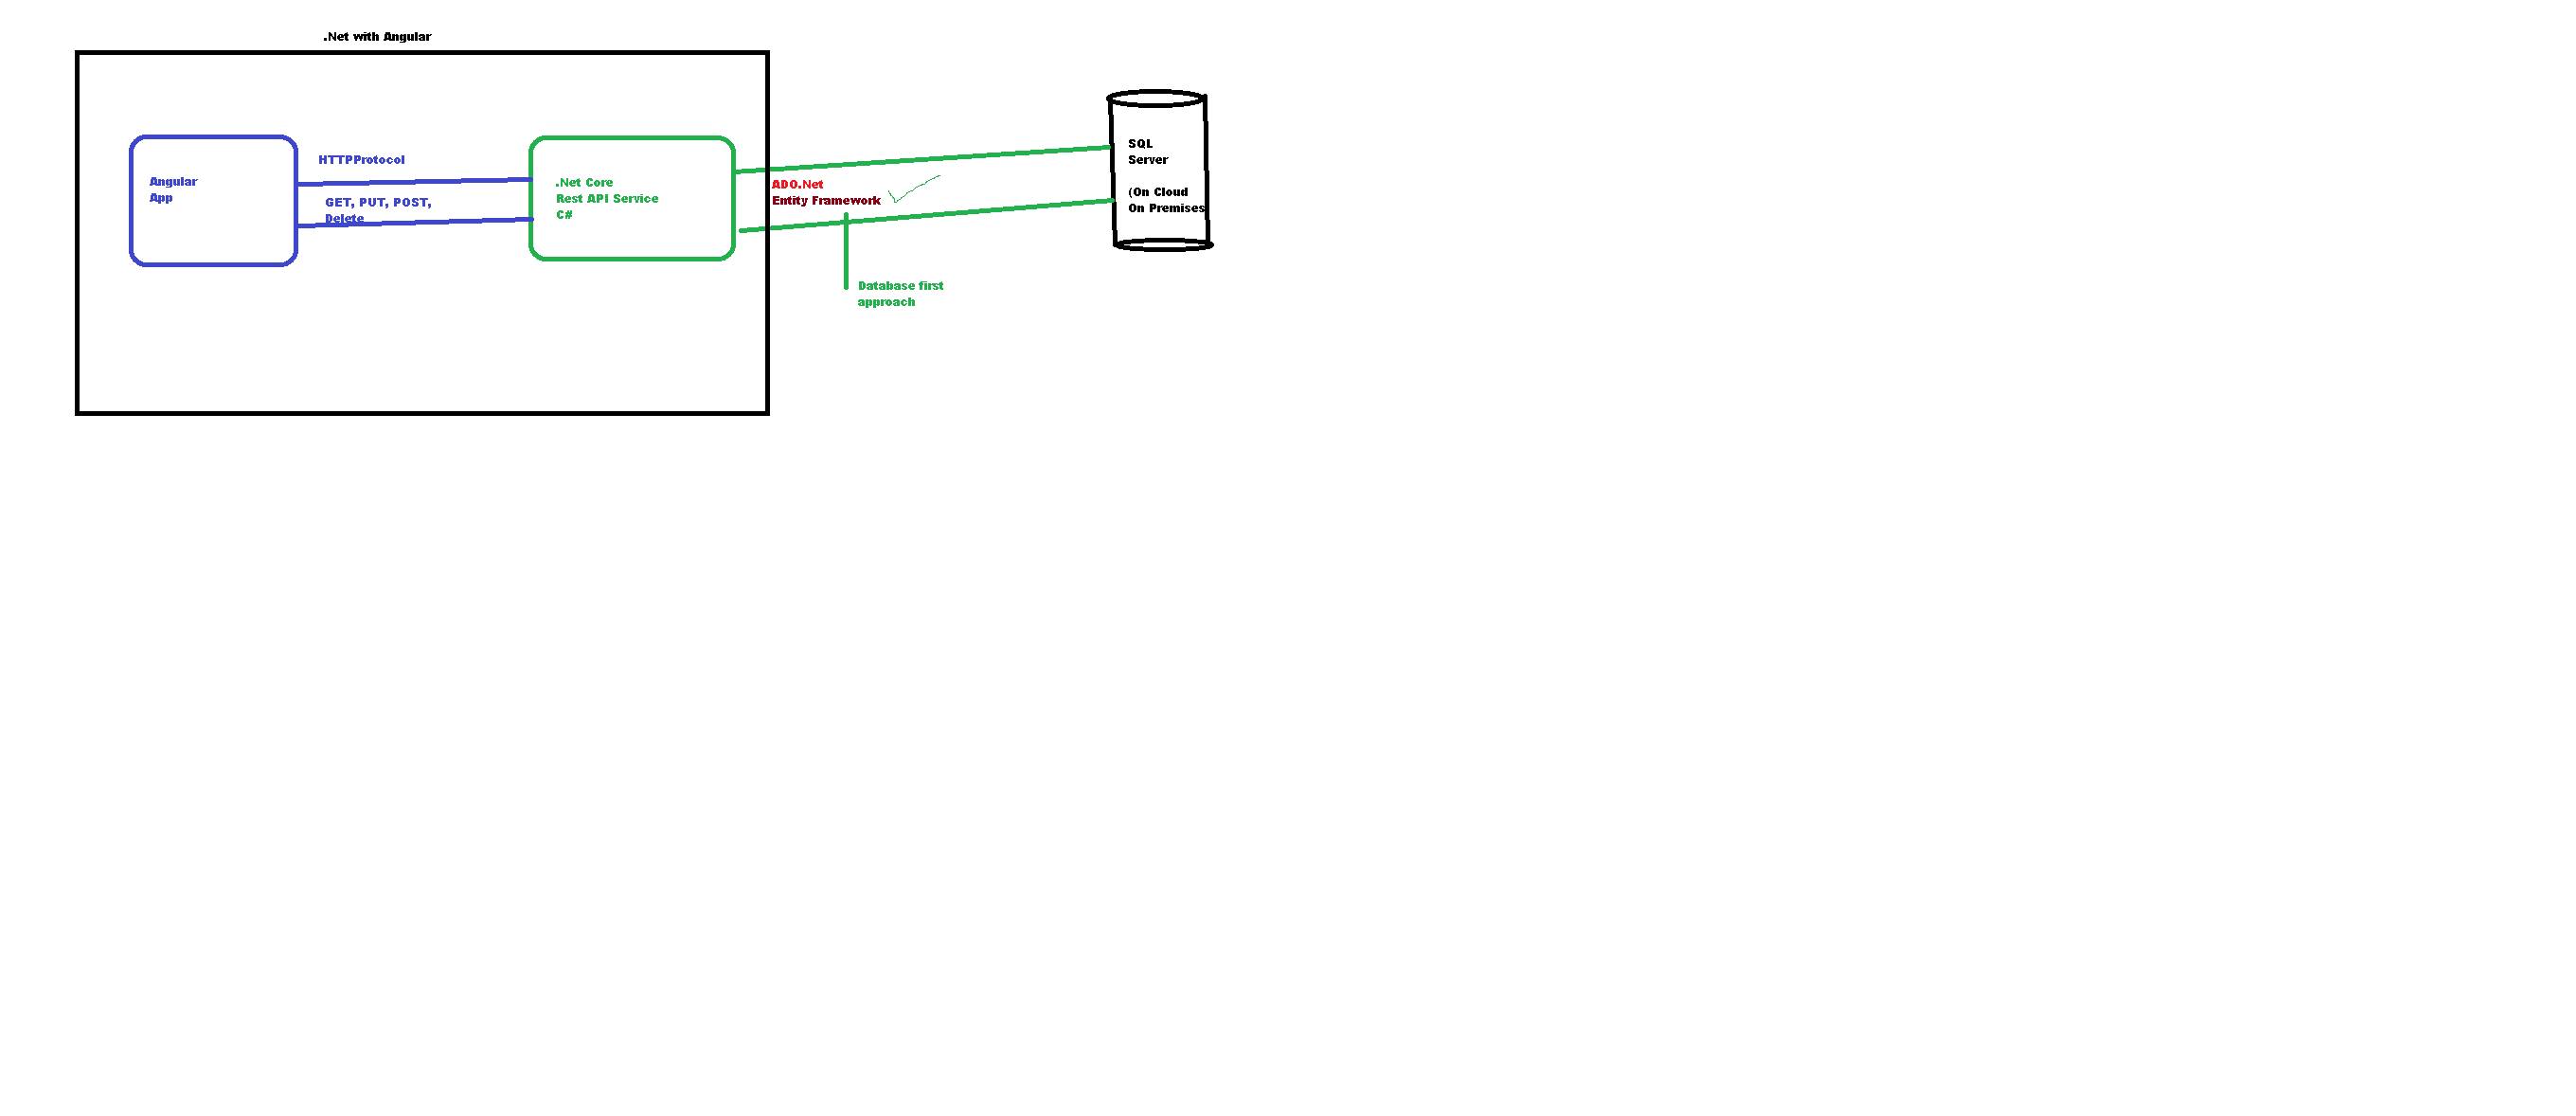 .Net with Angular
HTTPProtocol
Angular
App
GET, PUT, POST,
Delete
.Net Core
Rest API Service
C#
ADO.Net
Entity Framework
Database first
approach
SQL
Server
(On Cloud
On Premises